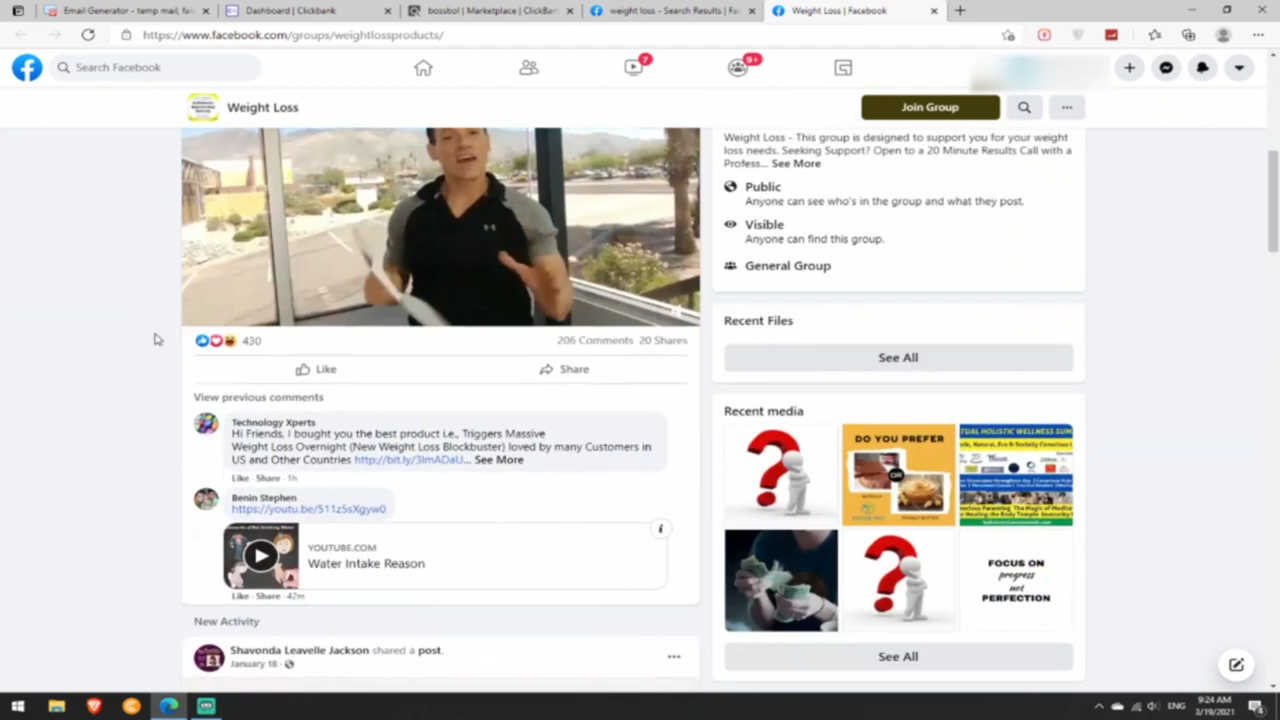 Email Generator - temp mail, fa
Dashboard | Clickbank
bossbol | Marketplace | ClickBan
weight loss - Search Results | Fa
Weight Loss | Facebook
https://www.facebook.com/groups/weightlossproducts/
Search Facebook
7
9+
Weight Loss
Join Group
Weight Loss - This group is designed to support you for your weight
loss needs. Seeking Support? Open to a 20 Minute Results Call with a
Profess... See More
Public
Anyone can see who's in the group and what they post.
Visible
Anyone can find this group.
General Group
430
206 Comments 20 Shares
Like
Share
View previous comments
Technology Xperts
Hi Friends, I bought you the best product i.e., Triggers Massive
Weight Loss Overnight (New Weight Loss Blockbuster) loved by many Customers in
US and Other Countries http://bit.ly/3lmADaU... See More
Like · Share · 1h
Benin Stephen
https://youtu.be/511z5sXgyw0
YOUTUBE.COM
Water Intake Reason
Like · Share · 42m
New Activity
Shavonda Leavelle Jackson shared a post.
January 18 ·
Recent Files
See All
Recent media
DO YOU PREFER
OR
FOCUS ON
progress
not
PERFECTION
See All
ENG
9:24 AM
3/19/2021
4